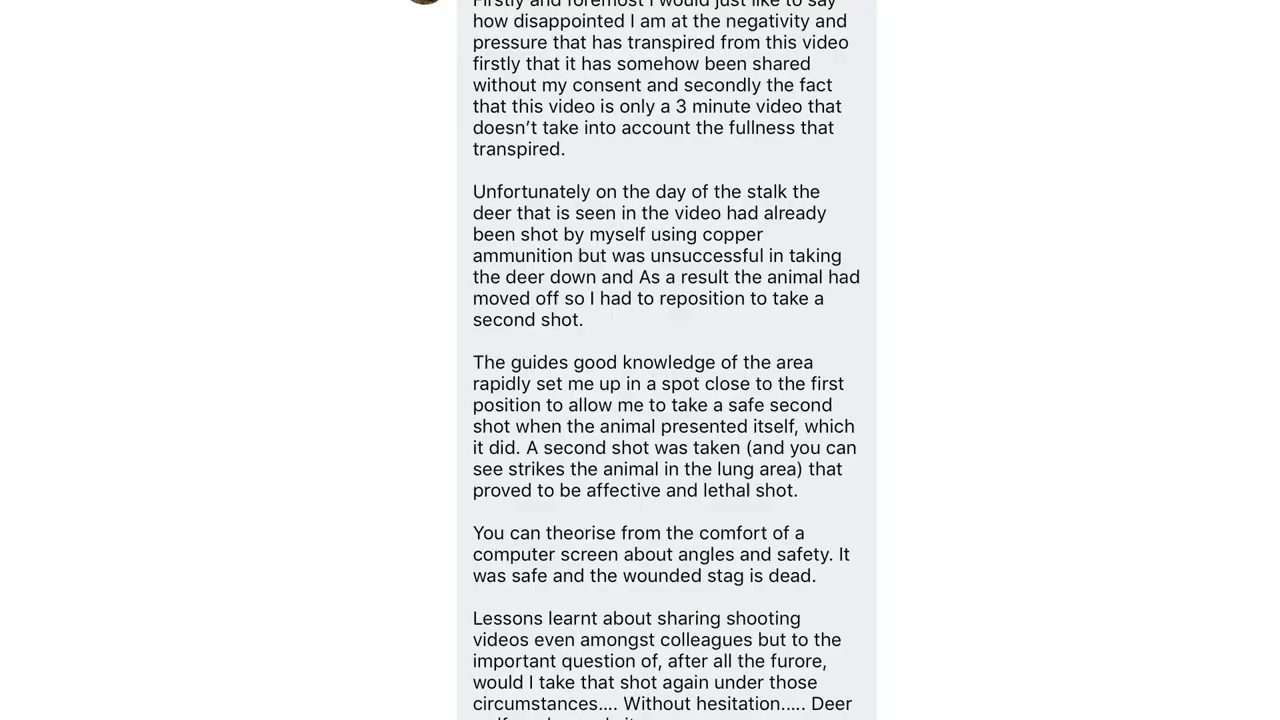 Firstly and foremost I would just like to say
how disappointed I am at the negativity and
pressure that has transpired from this video
firstly that it has somehow been shared
without my consent and secondly the fact
that this video is only a 3 minute video that
doesn’t take into account the fullness that
transpired.
Unfortunately on the day of the stalk the
deer that is seen in the video had already
been shot by myself using copper
ammunition but was unsuccessful in taking
the deer down and As a result the animal had
moved off so I had to reposition to take a
second shot.
The guides good knowledge of the area
rapidly set me up in a spot close to the first
position to allow me to take a safe second
shot when the animal presented itself, which
it did. A second shot was taken (and you can
see strikes the animal in the lung area) that
proved to be affective and lethal shot.
You can theorise from the comfort of a
computer screen about angles and safety. It
was safe and the wounded stag is dead.
Lessons learnt about sharing shooting
videos even amongst colleagues but to the
important question of, after all the furore,
would I take that shot again under those
circumstances.... Without hesitation..... Deer